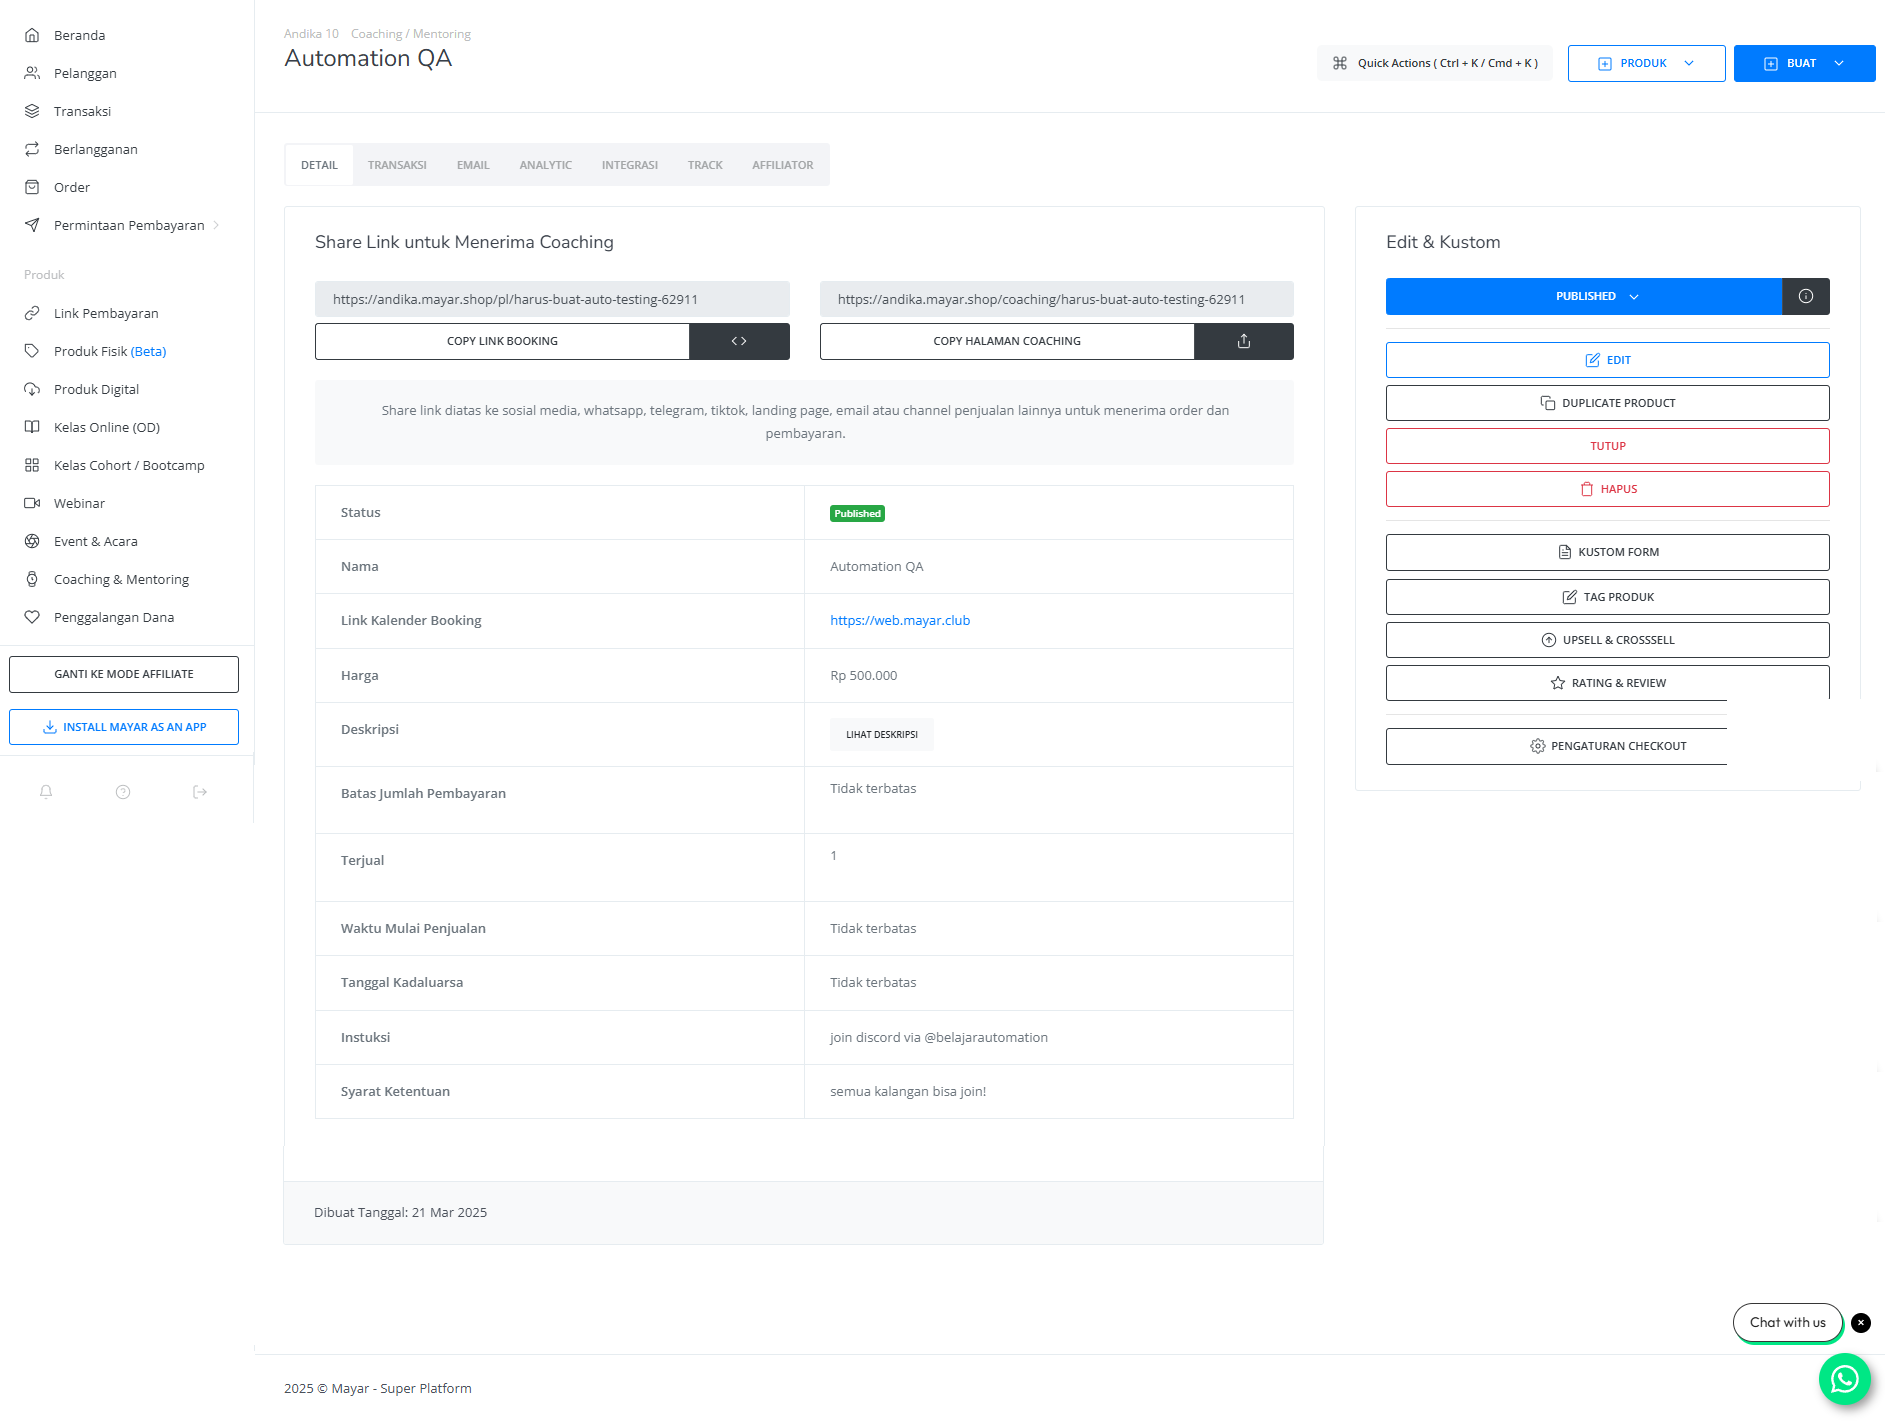 Beranda
Pelanggan
Transaksi
Berlangganan
Order
Permintaan Pembayaran
Produk
Link Pembayaran
Produk Fisik (Beta)
Produk Digital
Kelas Online (OD)
Kelas Cohort / Bootcamp
Webinar
Event & Acara
Coaching & Mentoring
Penggalangan Dana
GANTI KE MODE AFFILIATE
INSTALL MAYAR AS AN APP
Andika 10 Coaching / Mentoring
Automation QA
Quick Actions ( Ctrl + K / Cmd + K )
PRODUK
BUAT
DETAIL TRANSAKSI EMAIL ANALYTIC INTEGRASI TRACK AFFILIATOR
Share Link untuk Menerima Coaching
https://andika.mayar.shop/pl/harus-buat-auto-testing-62911
COPY LINK BOOKING
https://andika.mayar.shop/coaching/harus-buat-auto-testing-62911
COPY HALAMAN COACHING
Share link diatas ke sosial media, whatsapp, telegram, tiktok, landing page, email atau channel penjualan lainnya untuk menerima order dan
pembayaran.
Status Published
Nama Automation QA
Link Kalender Booking https://web.mayar.club
Harga Rp 500.000
Deskripsi LIHAT DESKRIPSI
Batas Jumlah Pembayaran Tidak terbatas
Terjual 1
Waktu Mulai Penjualan Tidak terbatas
Tanggal Kadaluarsa Tidak terbatas
Instuksi join discord via @belajarautomation
Syarat Ketentuan semua kalangan bisa join!
Dibuat Tanggal: 21 Mar 2025
Edit & Kustom
PUBLISHED
EDIT
DUPLICATE PRODUCT
TUTUP
HAPUS
KUSTOM FORM
TAG PRODUK
UPSELL & CROSSSELL
RATING & REVIEW
PENGATURAN CHECKOUT
Chat with us
2025 © Mayar - Super Platform